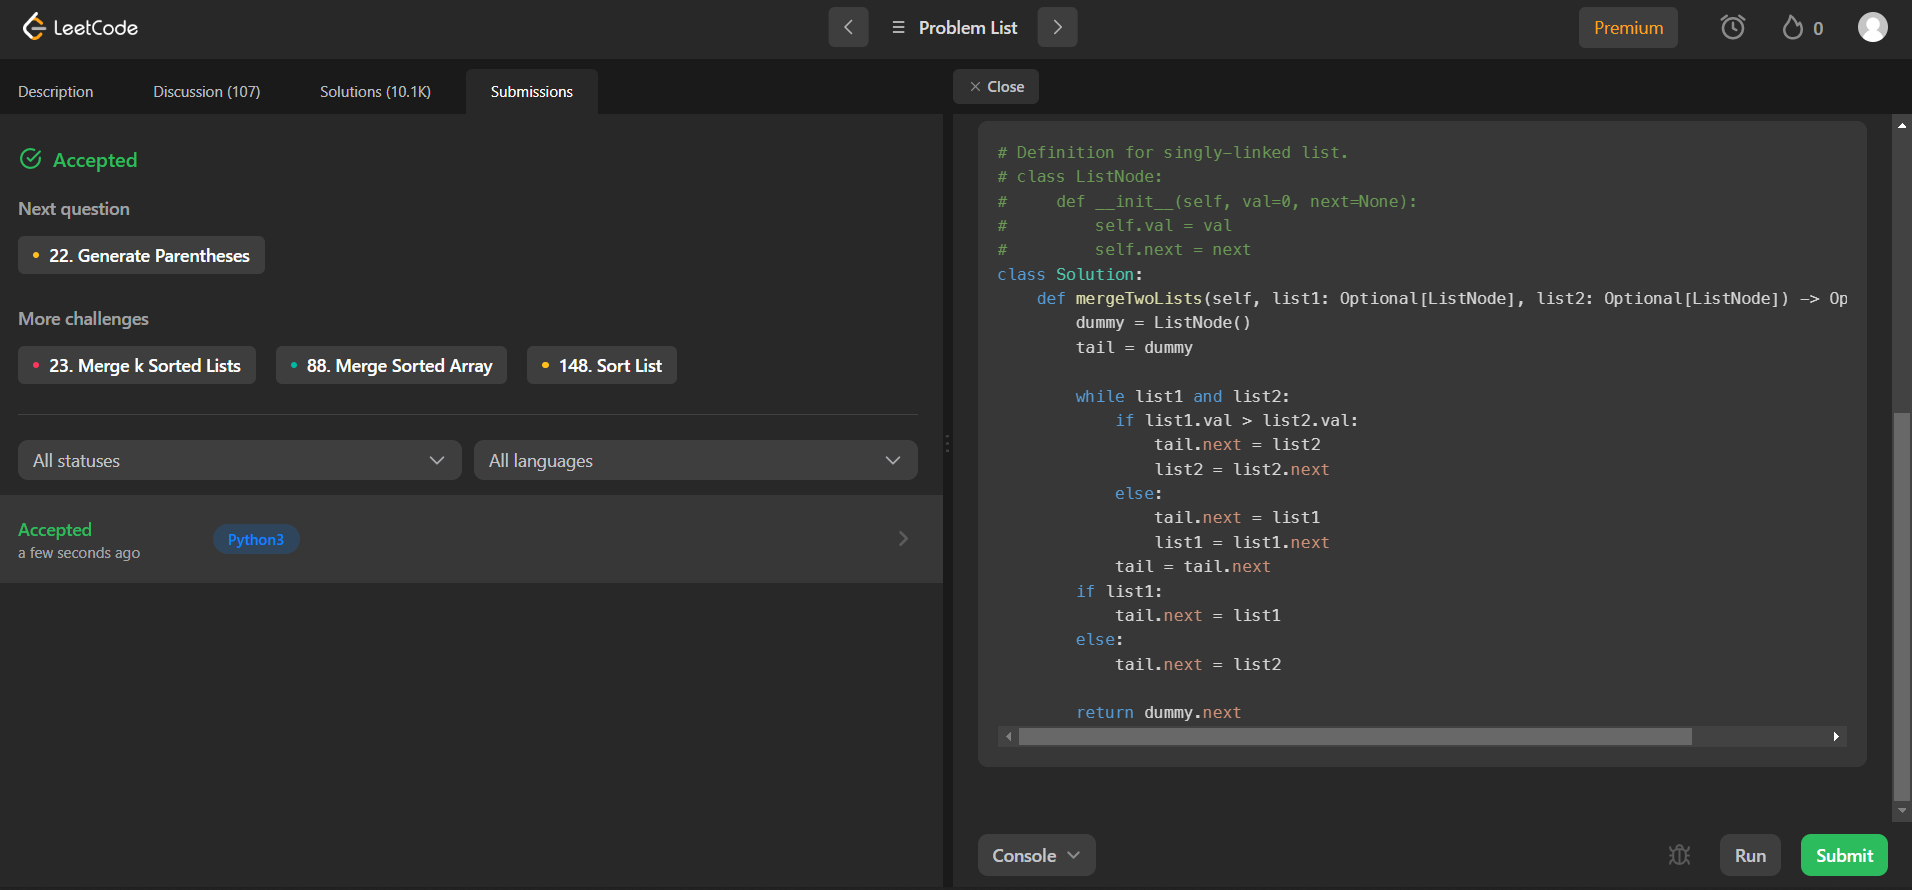 LeetCode
Problem List
Premium
0
Description
Discussion (107)
Solutions (10.1K)
Submissions
Close
Accepted
Next question
22. Generate Parentheses
More challenges
23. Merge k Sorted Lists
88. Merge Sorted Array
148. Sort List
All statuses
All languages
Accepted
a few seconds ago
Python3
# Definition for singly-linked list.
# class ListNode:
#     def __init__(self, val=0, next=None):
#         self.val = val
#         self.next = next
class Solution:
    def mergeTwoLists(self, list1: Optional[ListNode], list2: Optional[ListNode]) -> Op
        dummy = ListNode()
        tail = dummy
        while list1 and list2:
            if list1.val > list2.val:
                tail.next = list2
                list2 = list2.next
            else:
                tail.next = list1
                list1 = list1.next
            tail = tail.next
        if list1:
            tail.next = list1
        else:
            tail.next = list2
        return dummy.next
Console
Run
Submit